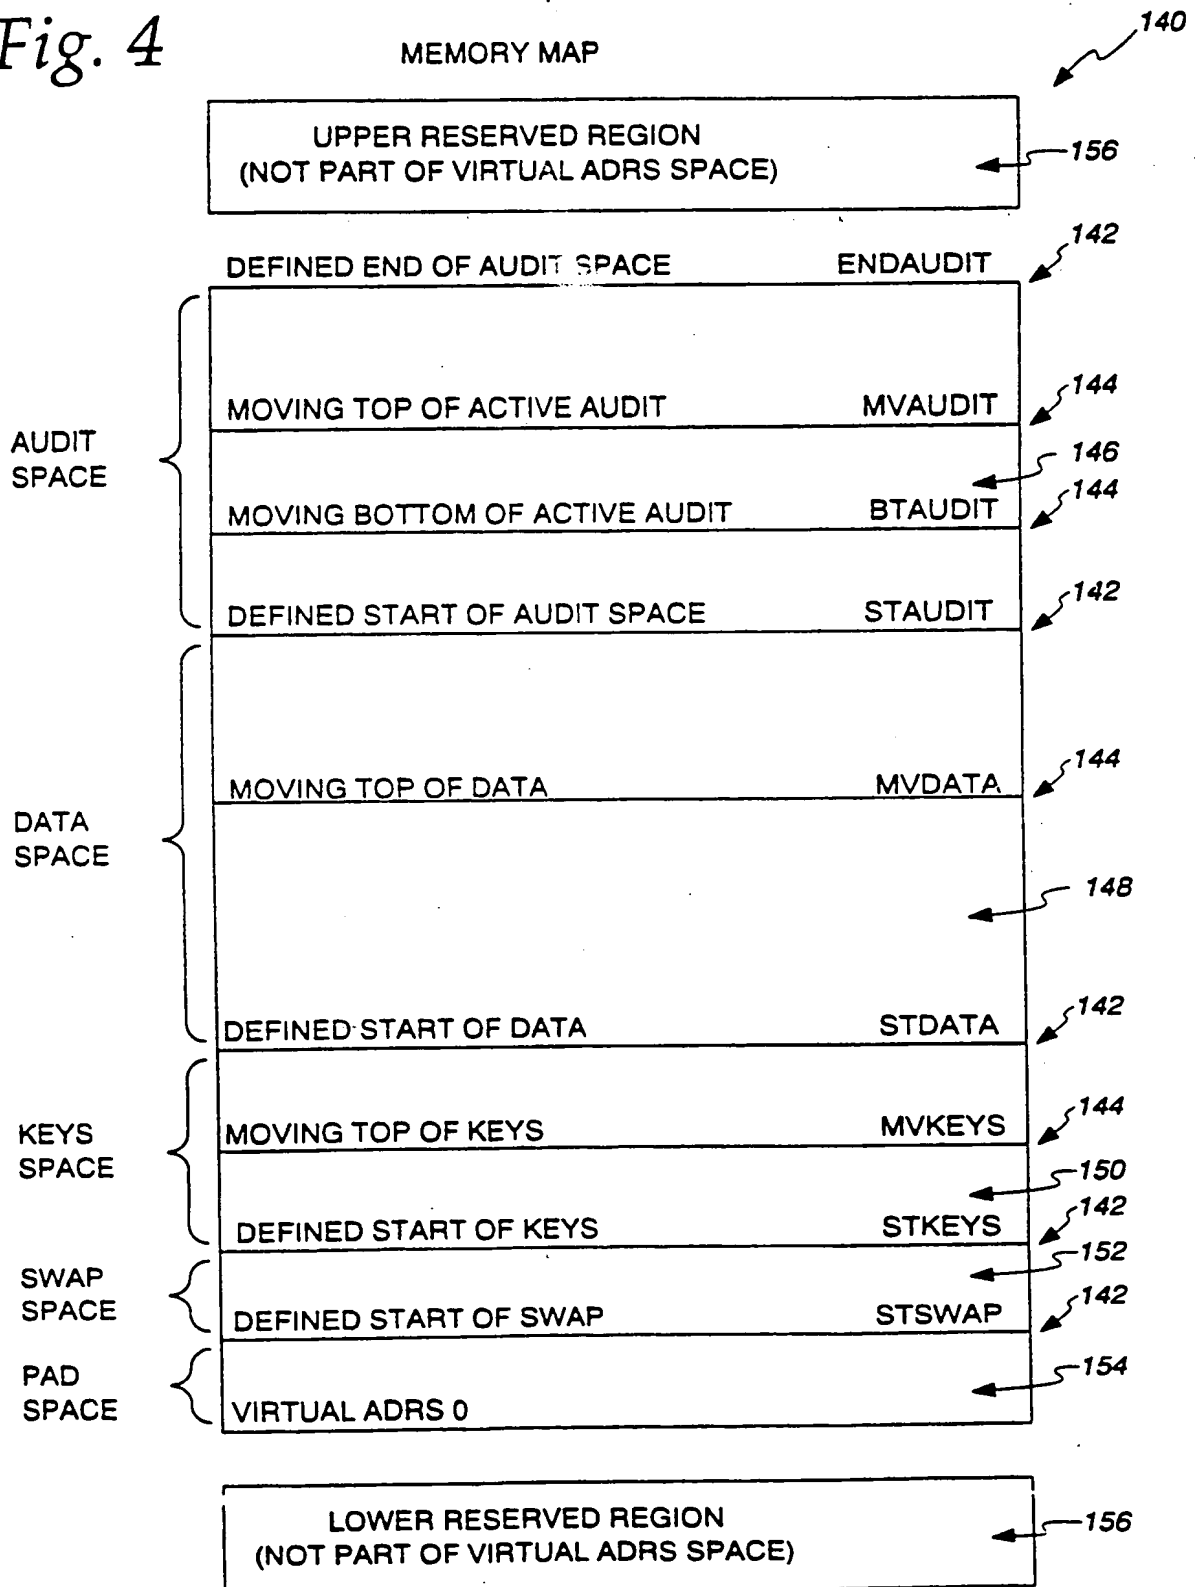 Fig. 4
MEMORY MAP
140
UPPER RESERVED REGION
(NOT PART OF VIRTUAL ADRS SPACE)
156
DEFINED END OF AUDIT SPACE ENDAUDIT
142
MOVING TOP OF ACTIVE AUDIT MVAUDIT
144
AUDIT
SPACE
146
MOVING BOTTOM OF ACTIVE AUDIT BTAUDIT
144
DEFINED START OF AUDIT SPACE STAUDIT
142
MOVING TOP OF DATA MVDATA
144
DATA
SPACE
148
DEFINED START OF DATA STDATA
142
KEYS
SPACE
MOVING TOP OF KEYS MVKEYS
144
150
DEFINED START OF KEYS STKEYS
142
SWAP
SPACE
152
DEFINED START OF SWAP STSWAP
142
PAD
SPACE
154
VIRTUAL ADRS 0
LOWER RESERVED REGION
(NOT PART OF VIRTUAL ADRS SPACE)
156